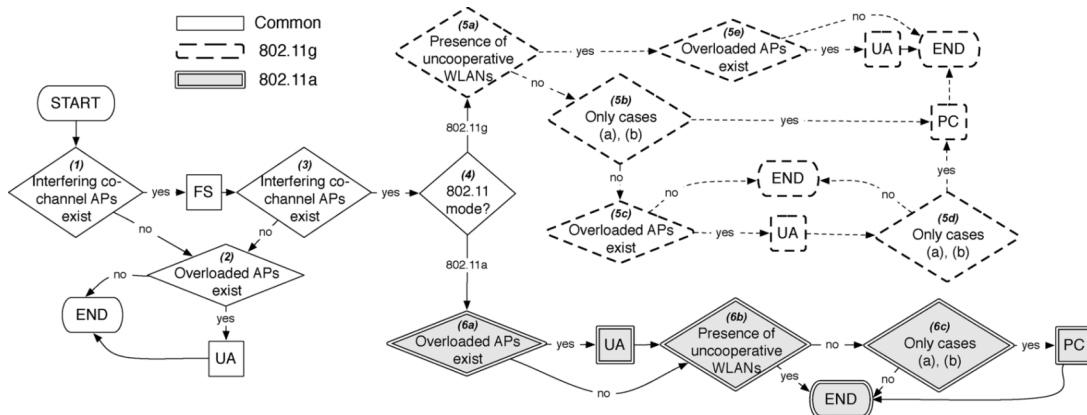 Common
802.11g
802.11a
START
(1)
Interfering co-
channel APs
exist
yes
no
FS
(3)
Interfering co-
channel APs
exist
yes
no
(2)
Overloaded APs
exist
no
yes
END
UA
(4)
802.11
mode?
802.11g
802.11a
(5a)
Presence of
uncooperative
WLANs
yes
no
(5e)
Overloaded APs
exist
no
yes
UA
END
(5b)
Only cases
(a), (b)
yes
no
PC
(5c)
Overloaded APs
exist
no
yes
END
UA
(5d)
Only cases
(a), (b)
no
yes
(6a)
Overloaded APs
exist
yes
no
UA
(6b)
Presence of
uncooperative
WLANs
no
yes
(6c)
Only cases
(a), (b)
yes
no
PC
END